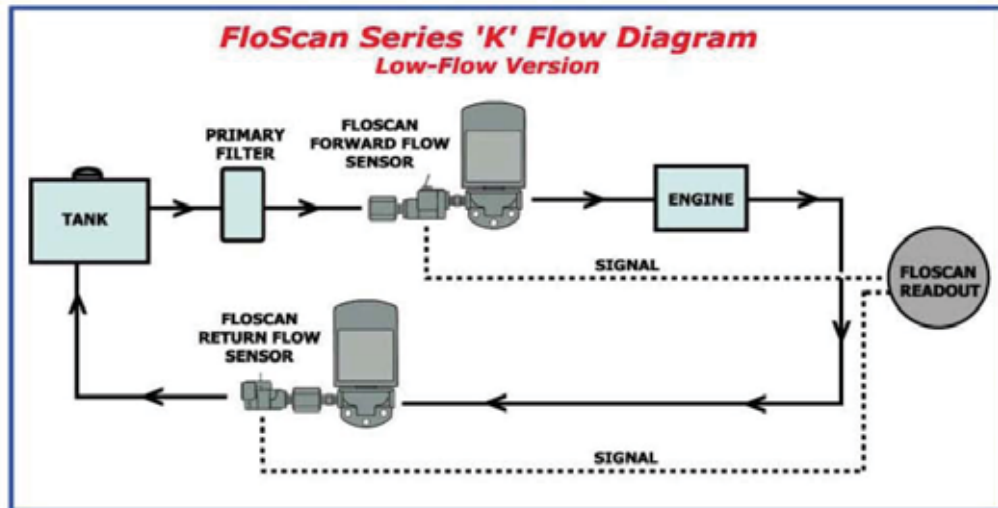 FloScan Series 'K' Flow Diagram
Low-Flow Version
PRIMARY
FILTER
FLOSCAN
FORWARD FLOW
SENSOR
TANK
ENGINE
SIGNAL
FLOSCAN
READOUT
FLOSCAN
RETURN FLOW
SENSOR
SIGNAL